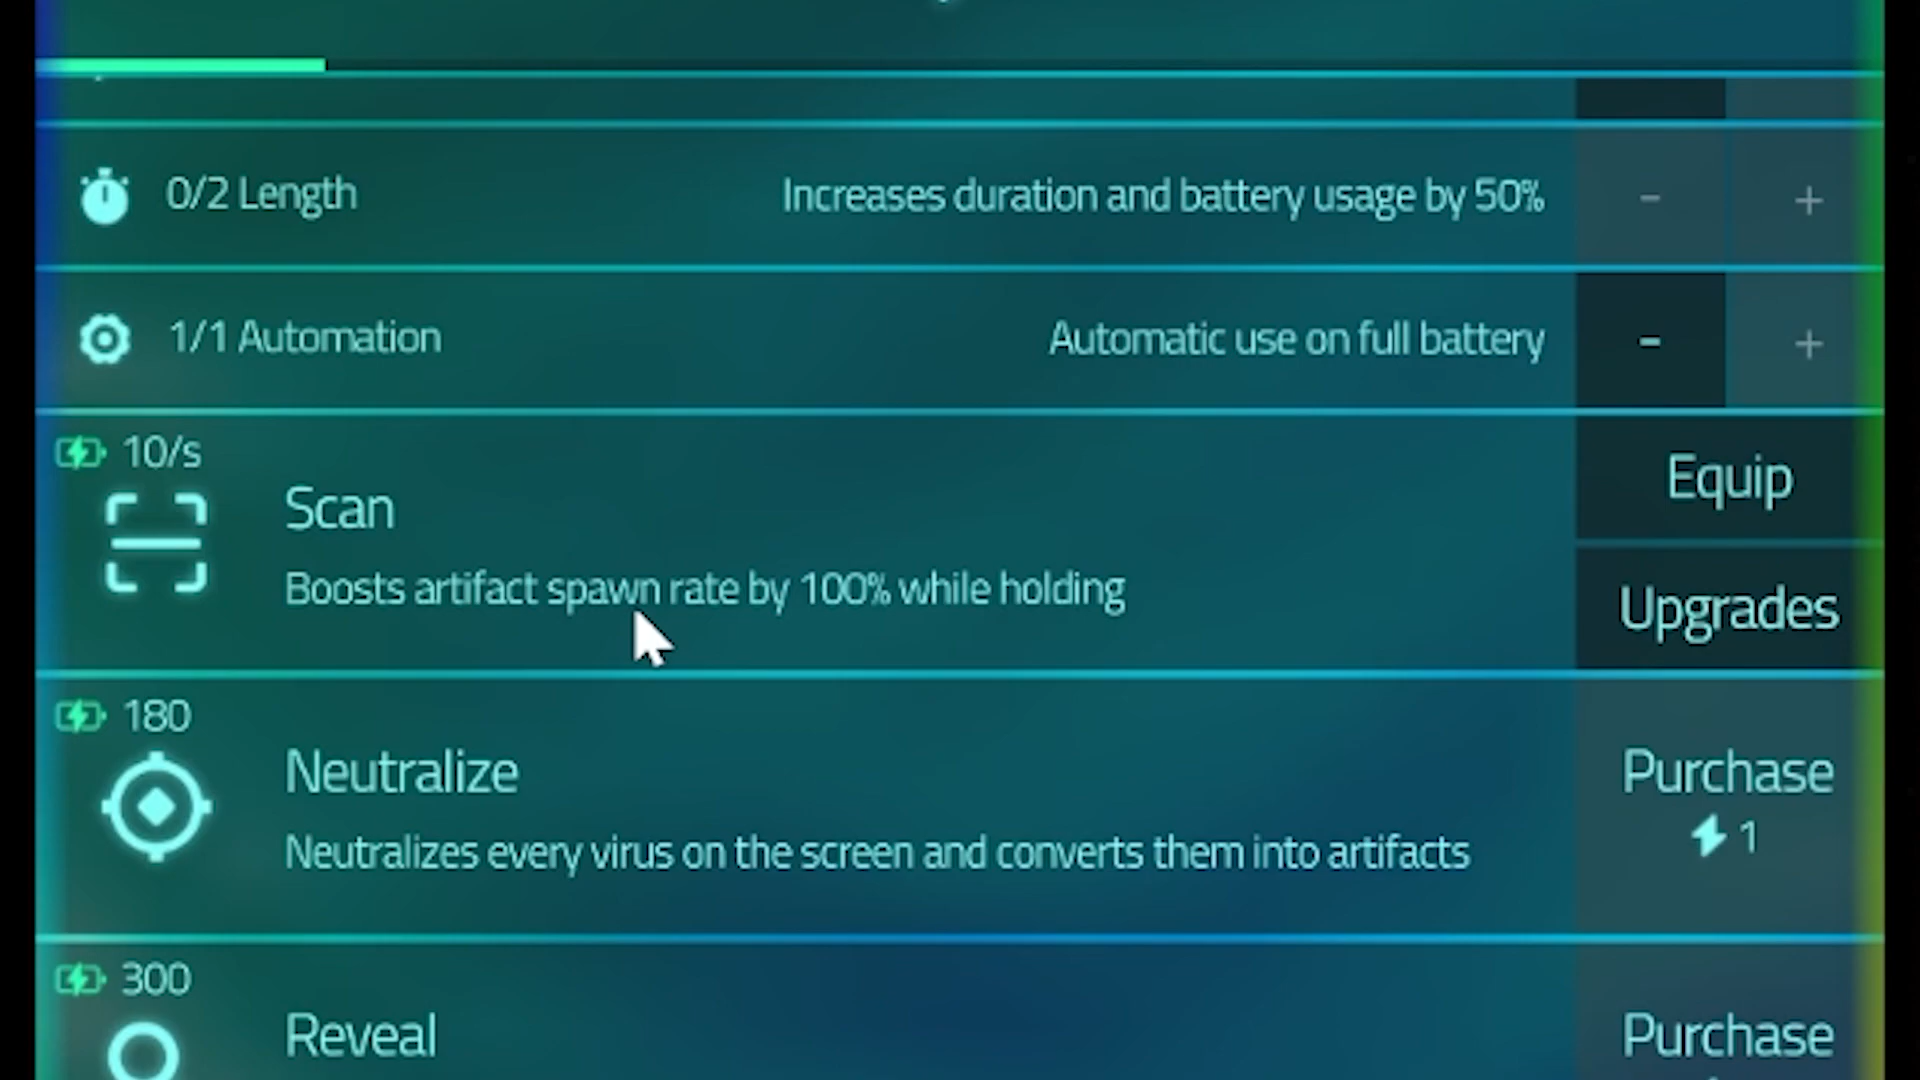 0/2 Length
Increases duration and battery usage by 50%
-
+
1/1 Automation
Automatic use on full battery
-
+
10/s
Scan
Boosts artifact spawn rate by 100% while holding
Equip
Upgrades
180
Neutralize
Neutralizes every virus on the screen and converts them into artifacts
Purchase
1
300
Reveal
Purchase